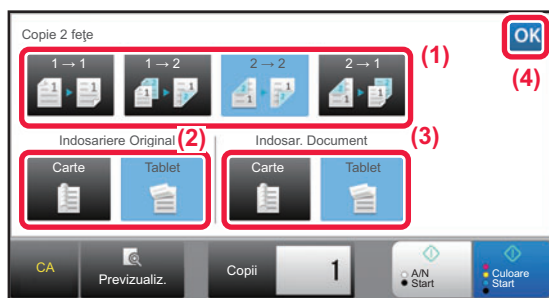 Copie 2 feţe
OK
(1)
(4)
1 → 1
1 → 2
2 → 2
2 → 1
Indosariere Original
(2)
Indosar. Document
(3)
Carte
Tablet
Carte
Tablet
CA
Previzualiz.
Copii
1
A/N
Start
Culoare
Start